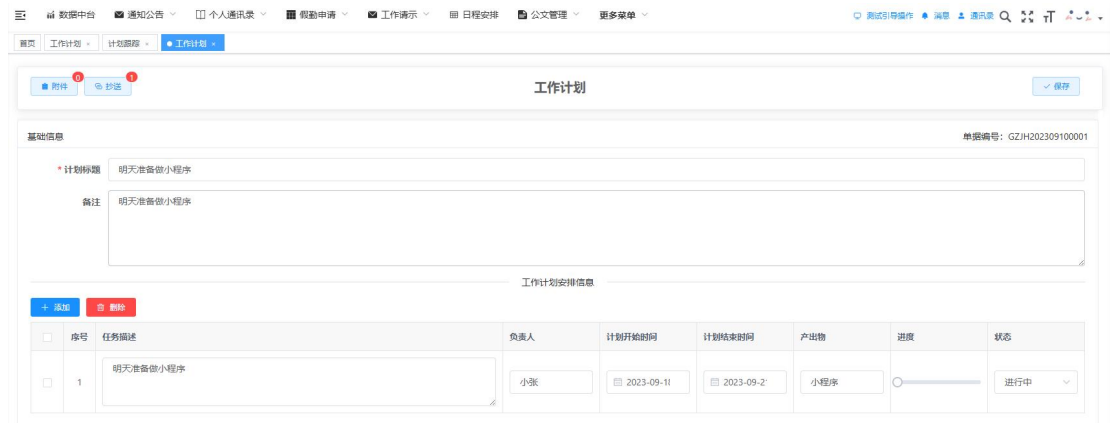 数据中台 通知公告 个人通讯录 假勤申请 工作请示 日程安排 公文管理 更多菜单 测试引导操作 消息 通讯录
首页 工作计划 × 计划跟踪 × 工作计划 ×
附件 0 抄送 1 工作计划 保存
基础信息 单据编号：GZJH202309100001
* 计划标题 明天准备做小程序
备注 明天准备做小程序
工作计划安排信息
+ 添加 删除
序号 任务描述 负责人 计划开始时间 计划结束时间 产出物 进度 状态
1 明天准备做小程序 小张 2023-09-1 2023-09-2 小程序 进行中